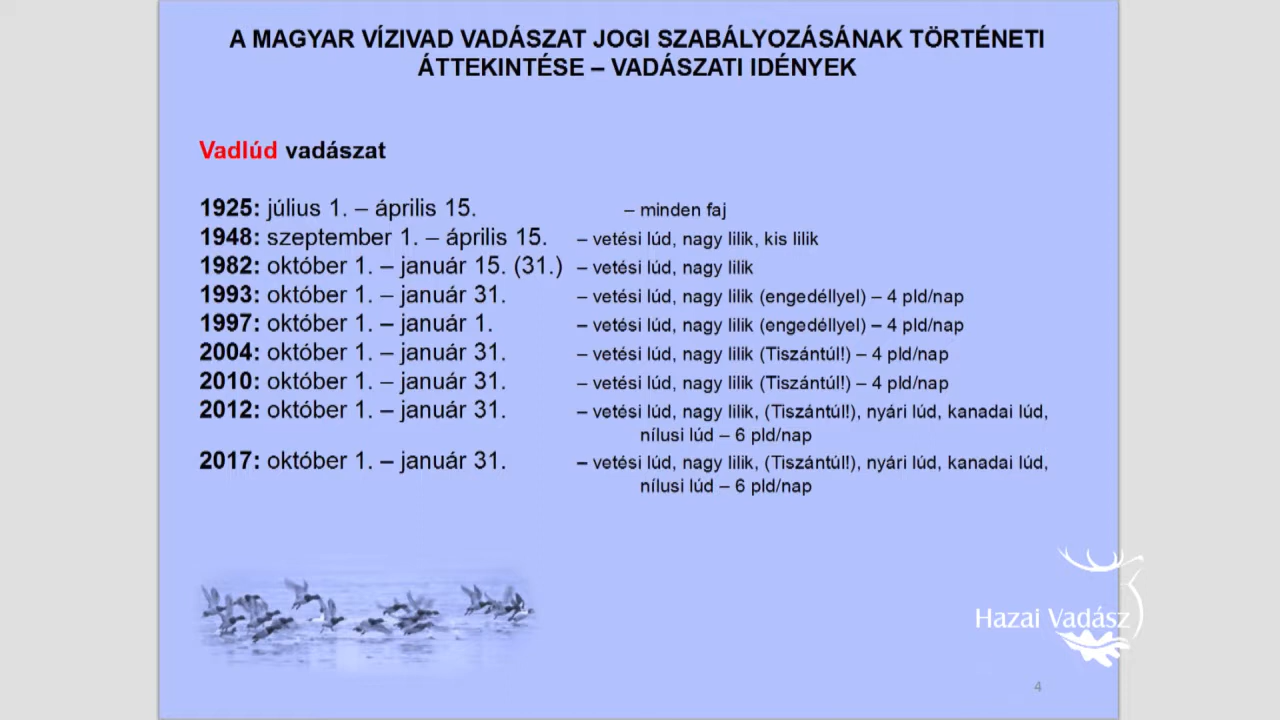 A MAGYAR VÍZIVAD VADÁSZAT JOGI SZABÁLYOZÁSÁNAK TÖRTÉNETI
ÁTTEKINTÉSE – VADÁSZATI IDÉNYEK
Vadlúd vadászat
1925: július 1. – április 15. – minden faj
1948: szeptember 1. – április 15. – vetési lúd, nagy lilik, kis lilik
1982: október 1. – január 15. (31.) – vetési lúd, nagy lilik
1993: október 1. – január 31. – vetési lúd, nagy lilik (engedéllyel) – 4 pld/nap
1997: október 1. – január 1. – vetési lúd, nagy lilik (engedéllyel) – 4 pld/nap
2004: október 1. – január 31. – vetési lúd, nagy lilik (Tiszántúl!) – 4 pld/nap
2010: október 1. – január 31. – vetési lúd, nagy lilik (Tiszántúl!) – 4 pld/nap
2012: október 1. – január 31. – vetési lúd, nagy lilik, (Tiszántúl!), nyári lúd, kanadai lúd,
nílusi lúd – 6 pld/nap
2017: október 1. – január 31. – vetési lúd, nagy lilik, (Tiszántúl!), nyári lúd, kanadai lúd,
nílusi lúd – 6 pld/nap
Hazai Vadász
4